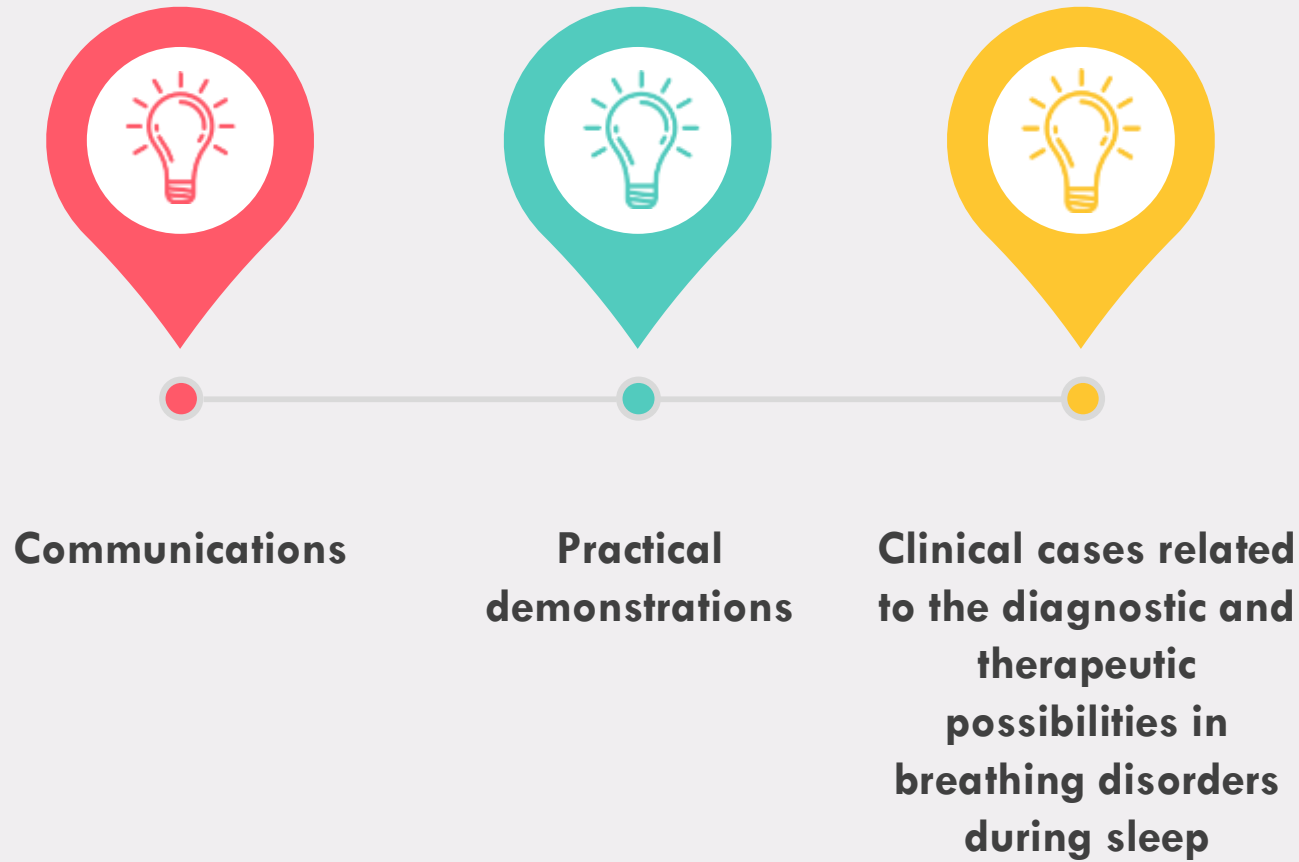 Communications
Practical
demonstrations
Clinical cases related
to the diagnostic and
therapeutic
possibilities in
breathing disorders
during sleep